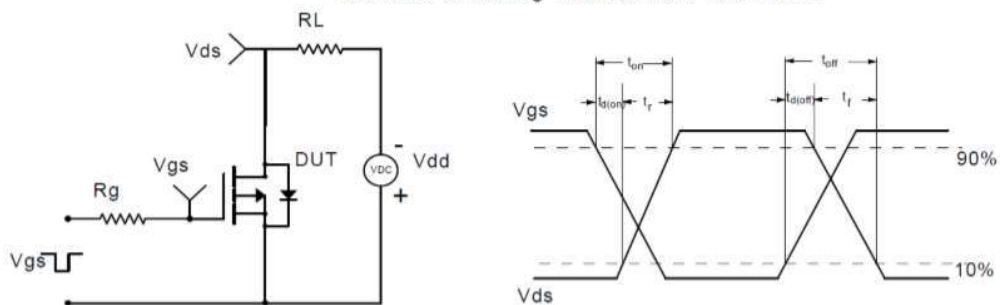 RL
Vds
Vgs
DUT
Rg
VDC
-
Vdd
+
Vgs
ton
toff
td(on)
tr
td(off)
tf
Vgs
90%
10%
Vds